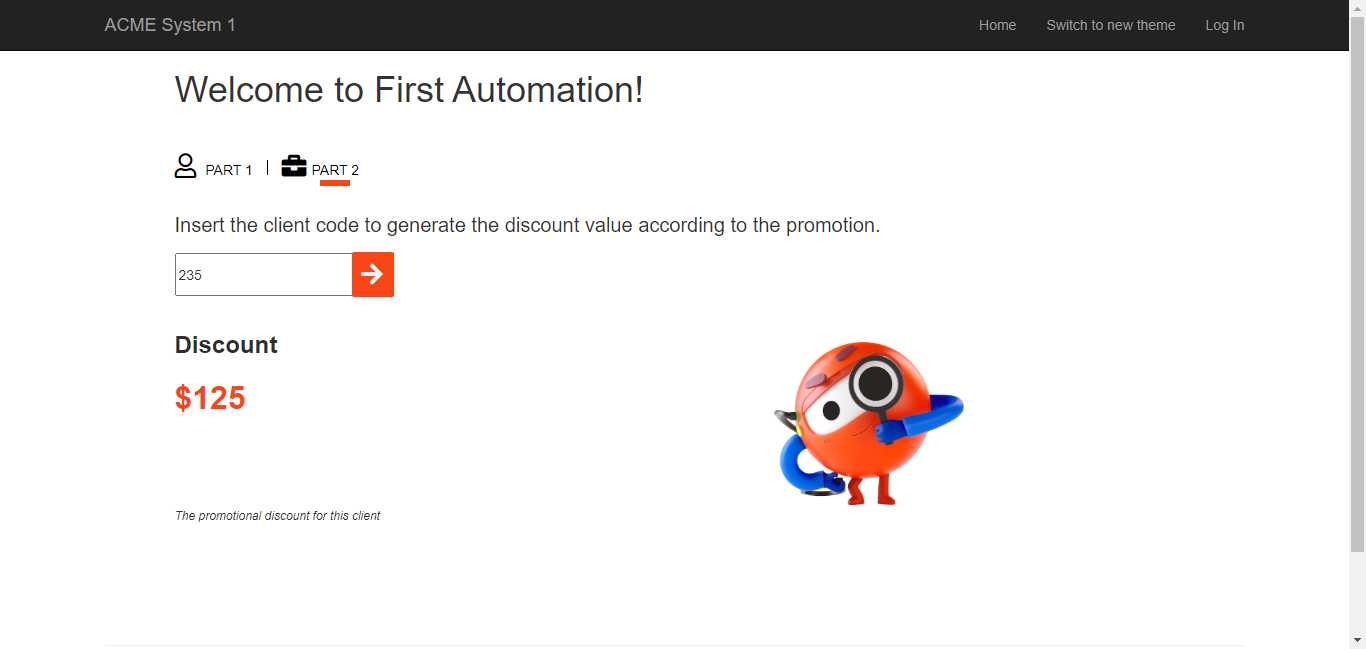 ACME System 1 Home Switch to new theme Log In
Welcome to First Automation!
PART 1 | PART 2
Insert the client code to generate the discount value according to the promotion.
235
Discount
$125
The promotional discount for this client